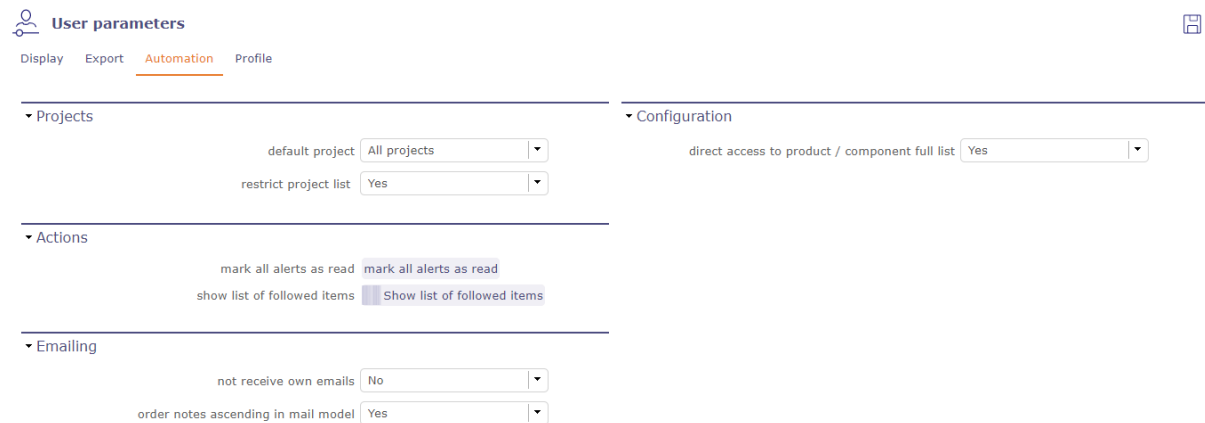 User parameters
Display Export Automation Profile
Projects
default project All projects
restrict project list Yes
Actions
mark all alerts as read mark all alerts as read
show list of followed items Show list of followed items
Emailing
not receive own emails No
order notes ascending in mail model Yes
Configuration
direct access to product / component full list Yes